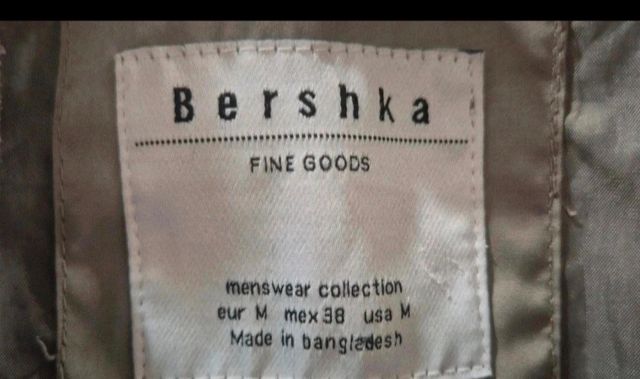 Bershka
FINE GOODS
menswear collection
eur M mex 38 usa M
Made in bangladesh